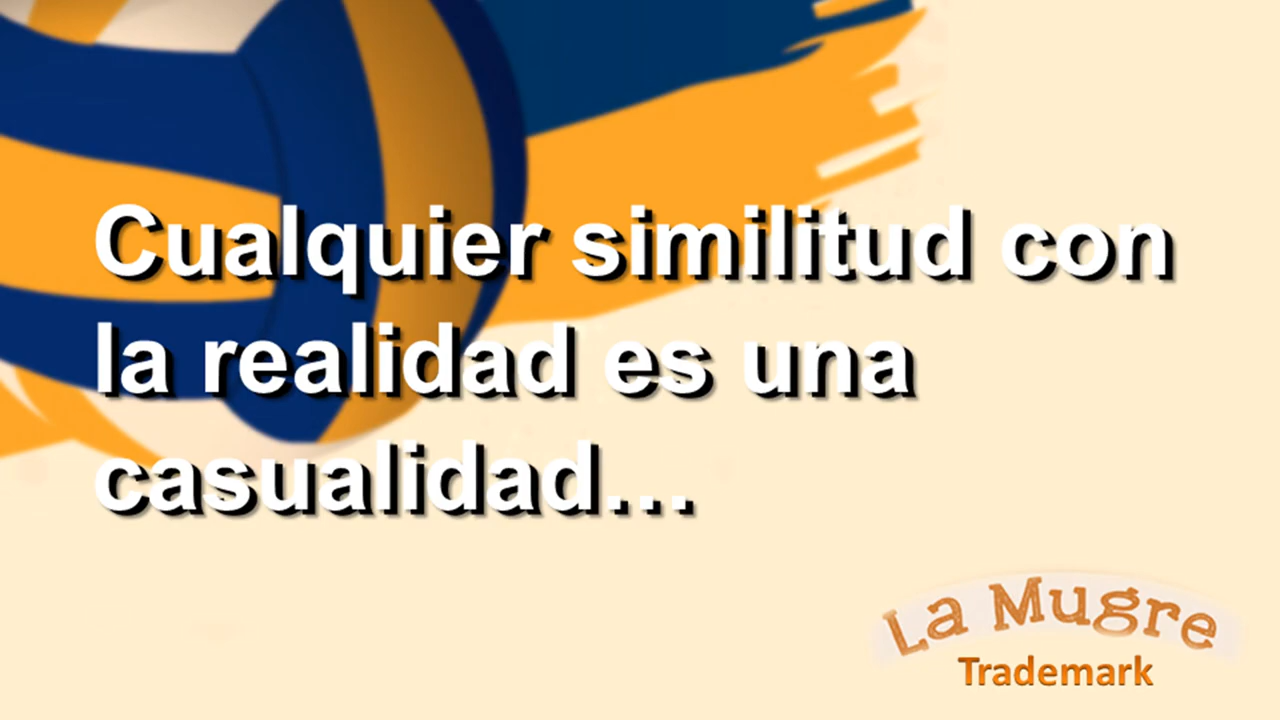 Cualquier similitud con
la realidad es una
casualidad...
La Mugre
Trademark